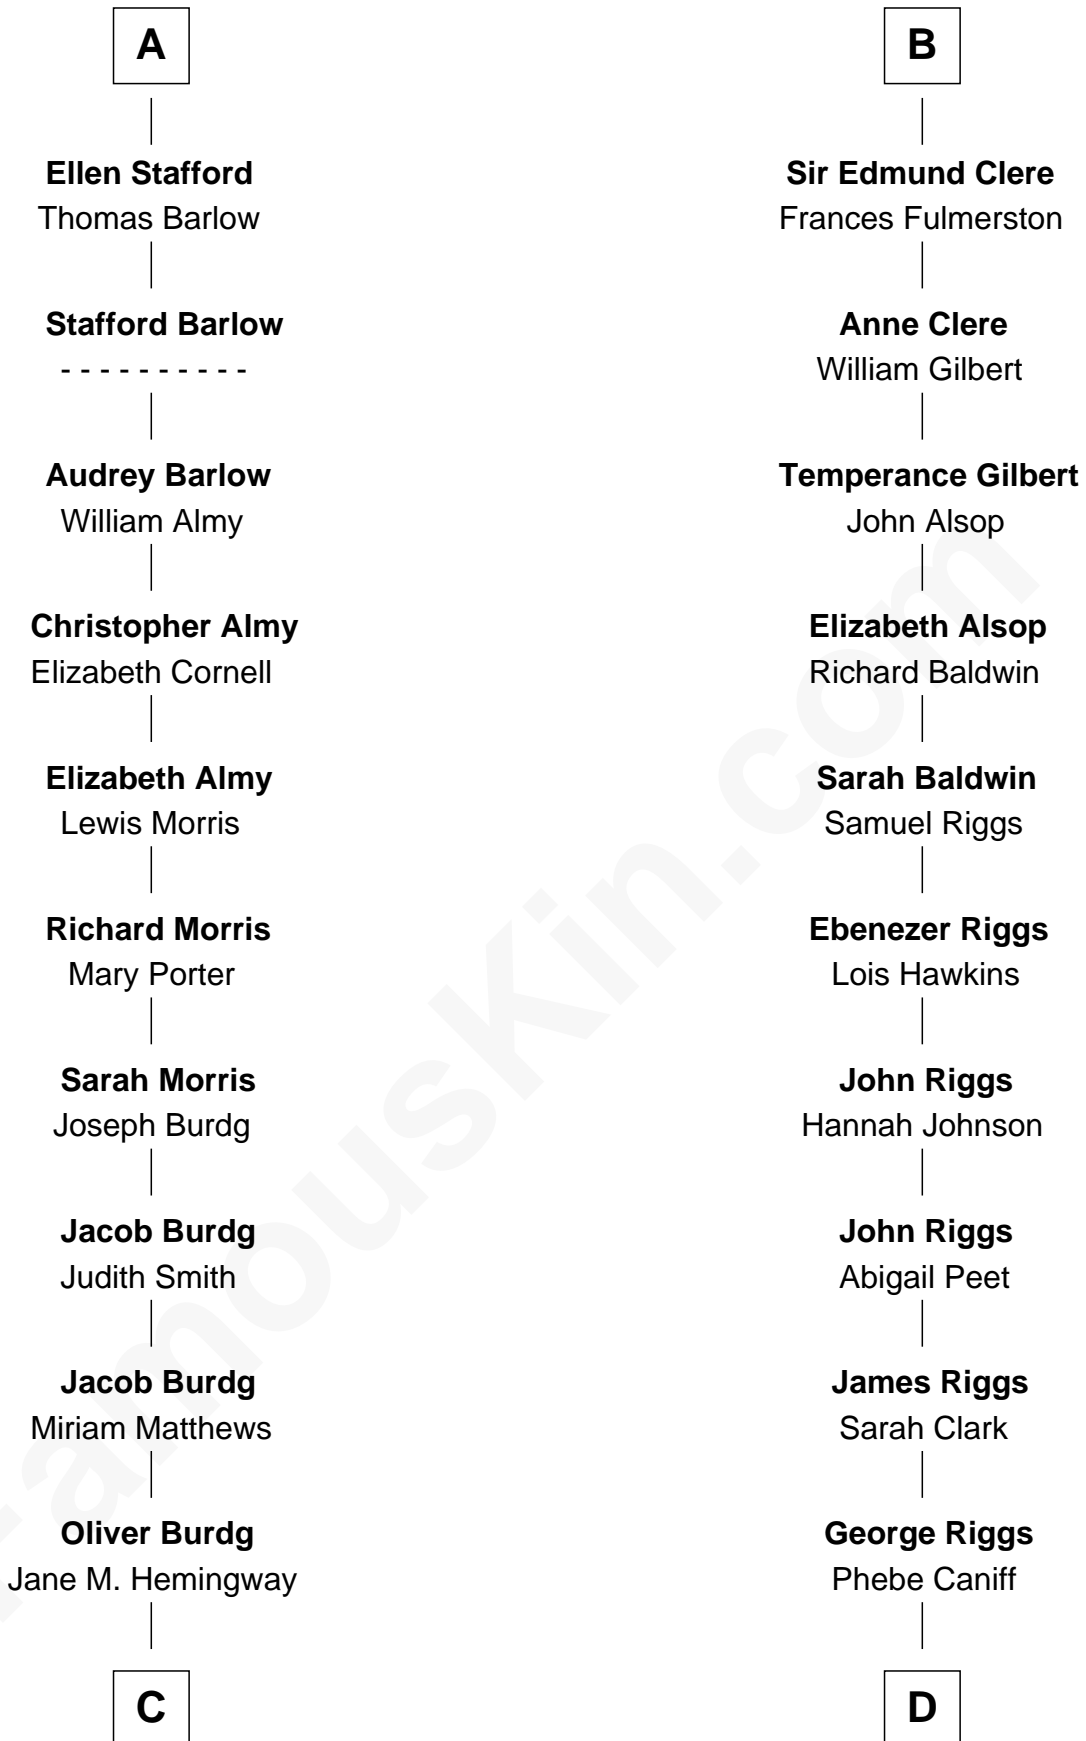 A
Ellen Stafford
Thomas Barlow
Stafford Barlow
- - - - - - - - - -
Audrey Barlow
William Almy
Christopher Almy
Elizabeth Cornell
Elizabeth Almy
Lewis Morris
Richard Morris
Mary Porter
Sarah Morris
Joseph Burdg
Jacob Burdg
Judith Smith
Jacob Burdg
Miriam Matthews
Oliver Burdg
Jane M. Hemingway
C
B
Sir Edmund Clere
Frances Fulmerston
Anne Clere
William Gilbert
Temperance Gilbert
John Alsop
Elizabeth Alsop
Richard Baldwin
Sarah Baldwin
Samuel Riggs
Ebenezer Riggs
Lois Hawkins
John Riggs
Hannah Johnson
John Riggs
Abigail Peet
James Riggs
Sarah Clark
George Riggs
Phebe Caniff
D
FamousKin.com